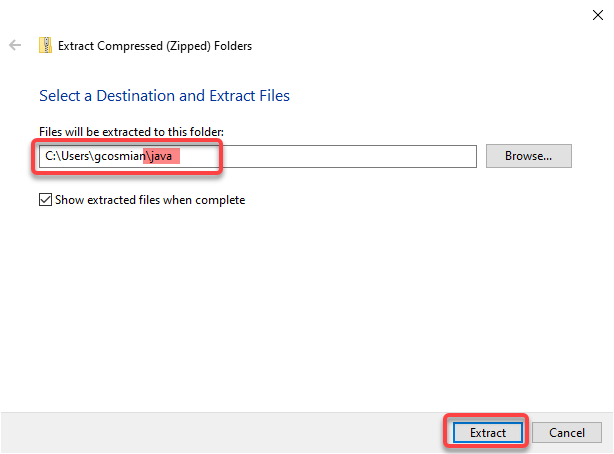 Extract Compressed (Zipped) Folders
Select a Destination and Extract Files
Files will be extracted to this folder:
C:\Users\gcosmian\java
Browse...
Show extracted files when complete
Extract
Cancel